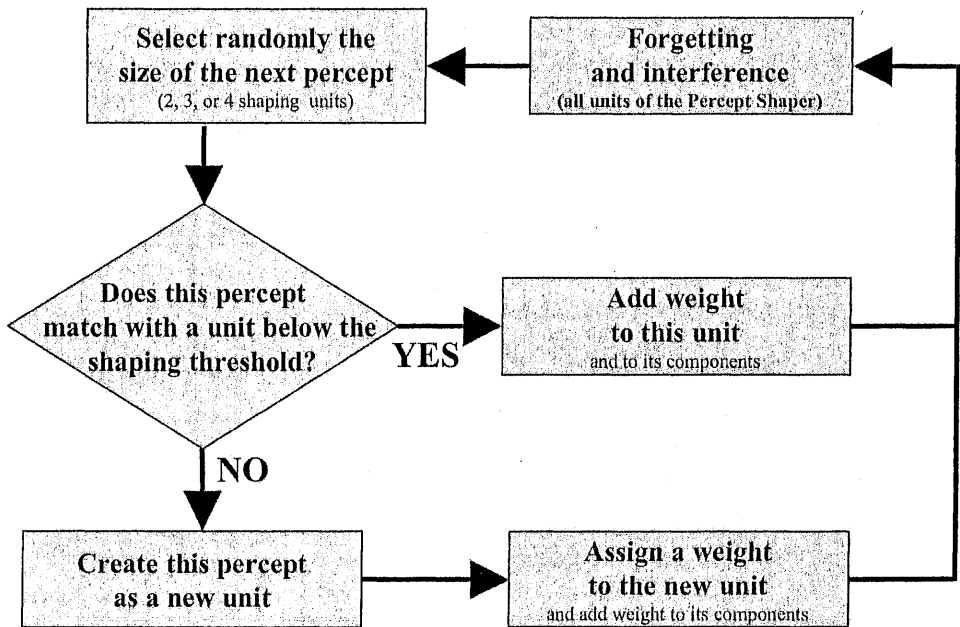 Select randomly the
size of the next percept
(2, 3, or 4 shaping units)
Forgetting
and interference
(all units of the Percept Shaper)
Does this percept
match with a unit below the
shaping threshold?
YES
Add weight
to this unit
and to its components
NO
Create this percept
as a new unit
Assign a weight
to the new unit
and add weight to its components